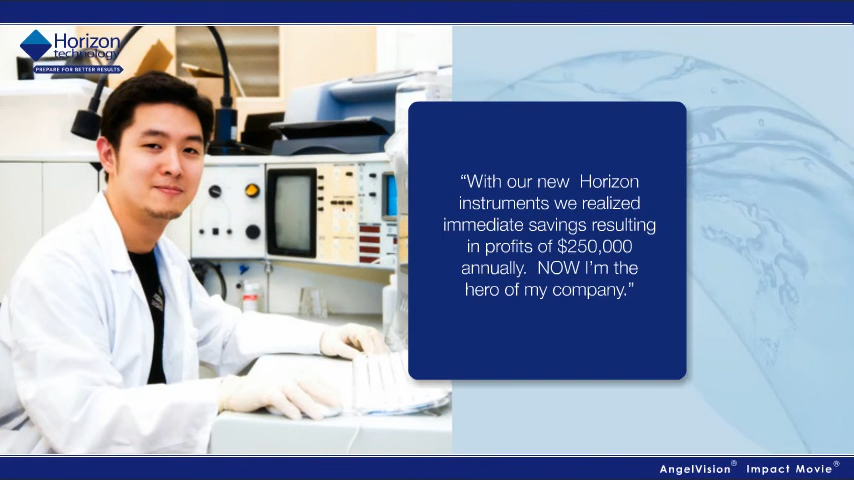 Horizon
technology
PREPARE FOR BETTER RESULTS
“With our new  Horizon
instruments we realized
immediate savings resulting
in profits of $250,000
annually.  NOW I’m the
hero of my company.”
AngelVision® Impact Movie®